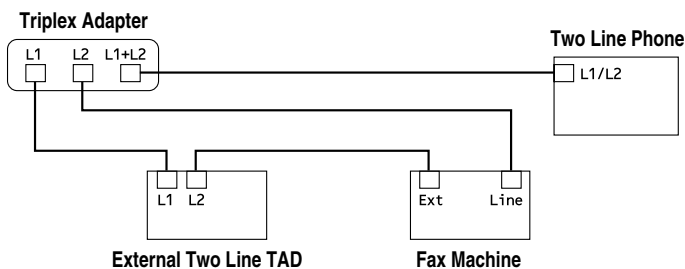 Triplex Adapter
L1 L2 L1+L2
Two Line Phone
L1/L2
L1 L2
Ext Line
External Two Line TAD
Fax Machine